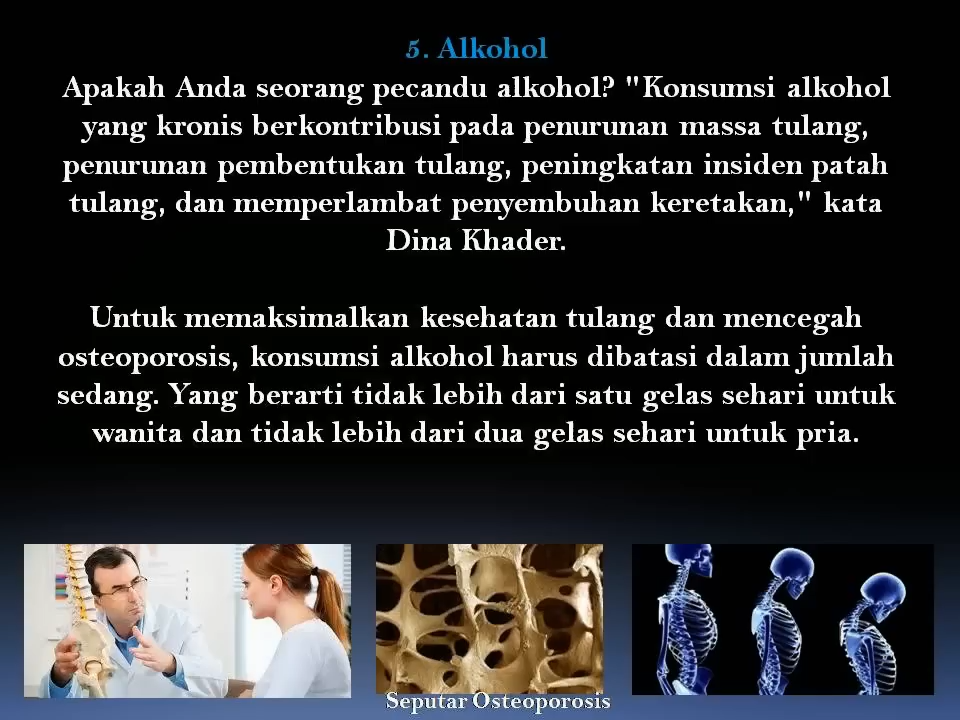 5. Alkohol
Apakah Anda seorang pecandu alkohol? "Konsumsi alkohol
yang kronis berkontribusi pada penurunan massa tulang,
penurunan pembentukan tulang, peningkatan insiden patah
tulang, dan memperlambat penyembuhan keretakan," kata
Dina Khader.
Untuk memaksimalkan kesehatan tulang dan mencegah
osteoporosis, konsumsi alkohol harus dibatasi dalam jumlah
sedang. Yang berarti tidak lebih dari satu gelas sehari untuk
wanita dan tidak lebih dari dua gelas sehari untuk pria.
Seputar Osteoporosis